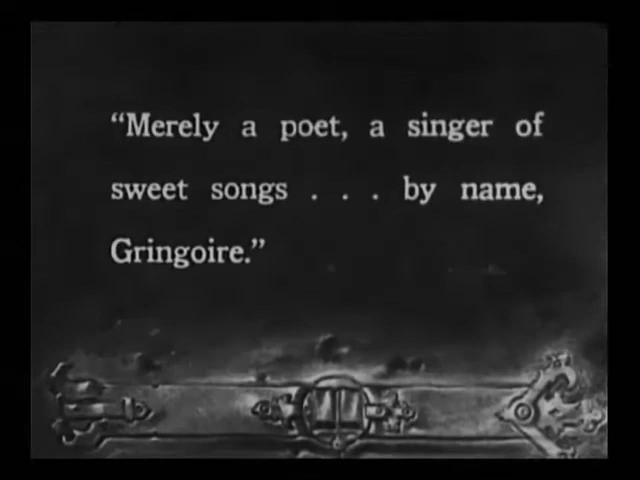 “Merely a poet, a singer of
sweet songs . . . by name,
Gringoire.”